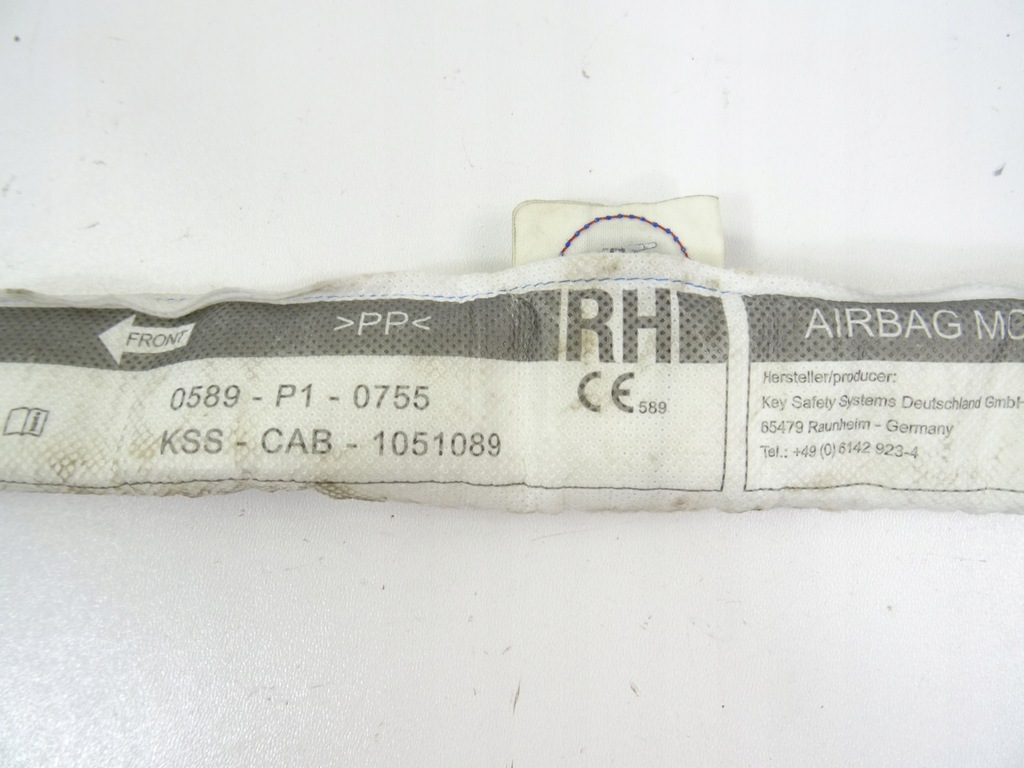 FRONT
>PP<
0589 - P1 - 0755
KSS - CAB - 1051089
RH
CE 589
AIRBAG
Hersteller/producer:
Key Safety Systems Deutschland GmbH
65479 Raunheim - Germany
Tel.: +49 (0) 6142 923-4